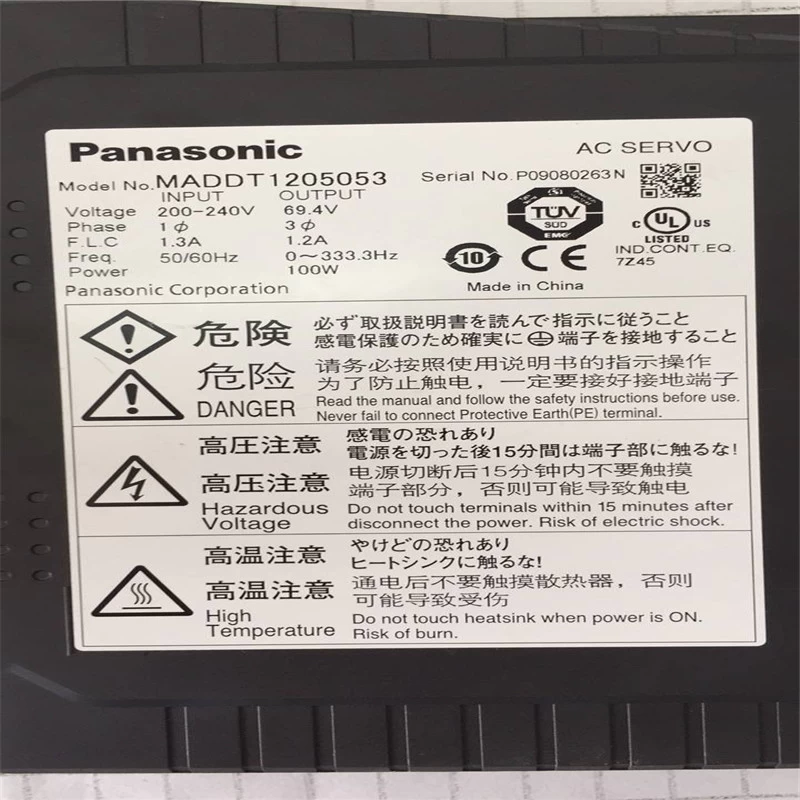 Panasonic
AC SERVO
Model No. MADDT1205053
Serial No. P09080263N
INPUT OUTPUT
Voltage 200-240V 69.4V
Phase 1ϕ 3ϕ
F.L.C 1.3A 1.2A
Freq. 50/60Hz 0~333.3Hz
Power 100W
Panasonic Corporation
TÜV
SÜD
EMC
c UL US
LISTED
IND.CONT.EQ.
7Z45
10
CE
Made in China
危険
必ず取扱説明書を読んで指示に従うこと
感電保護のため確実に⏚端子を接地すること
危险
请务必按照使用说明书的指示操作
为了防止触电，一定要接好接地端子
DANGER
Read the manual and follow the safety instructions before use.
Never fail to connect Protective Earth(PE) terminal.
高圧注意
感電の恐れあり
電源を切った後15分間は端子部に触るな!
高压注意
电源切断后15分钟内不要触摸
端子部分，否则可能导致触电
Hazardous
Voltage
Do not touch terminals within 15 minutes after
disconnect the power. Risk of electric shock.
高温注意
やけどの恐れあり
ヒートシンクに触るな!
高温注意
通电后不要触摸散热器，否则
可能导致受伤
High
Temperature
Do not touch heatsink when power is ON.
Risk of burn.